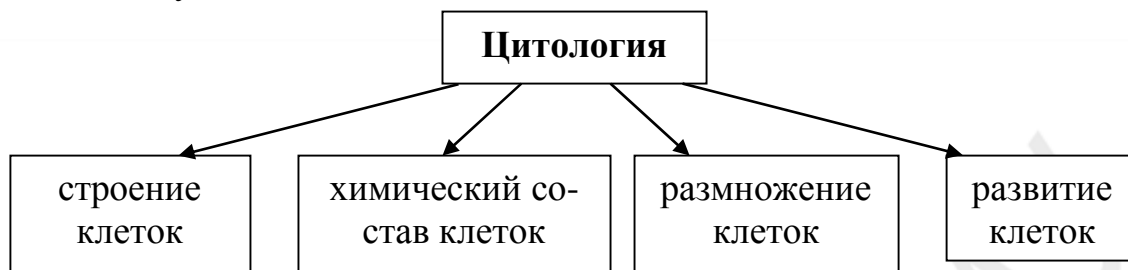 Цитология
строение
клеток
химический со-
став клеток
размножение
клеток
развитие
клеток